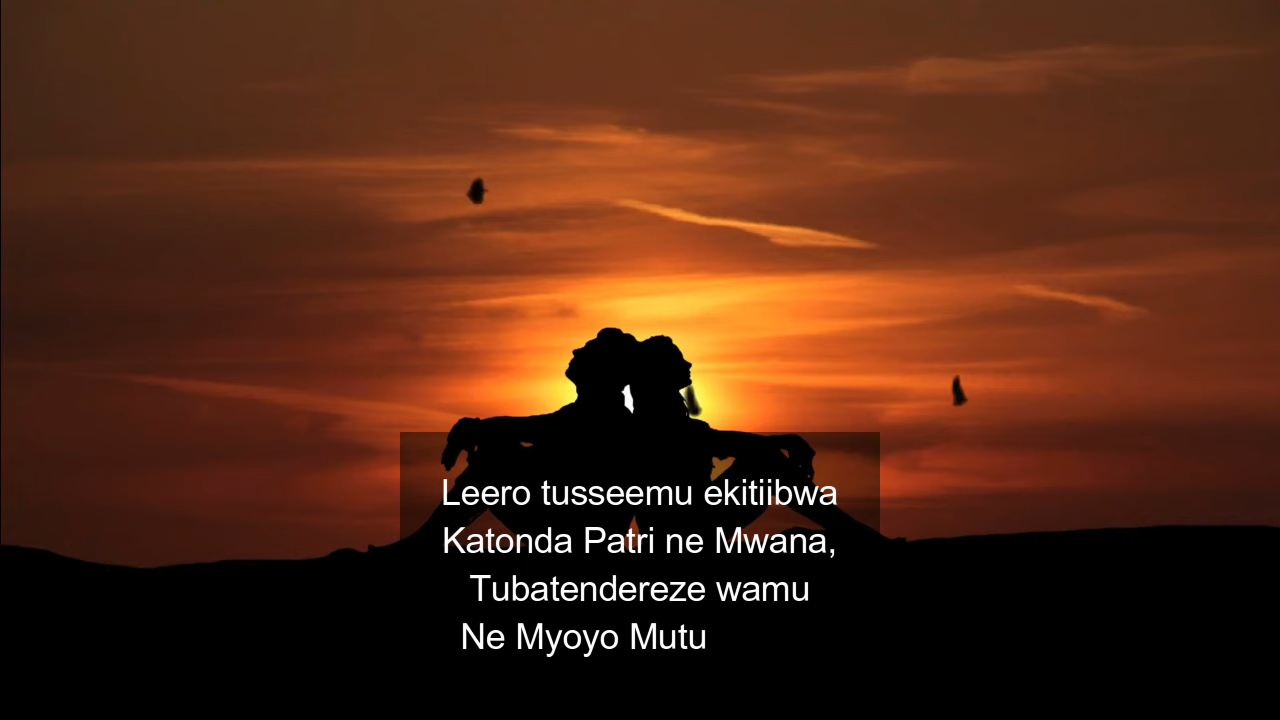 Leero tusseemu ekitiibwa
Katonda Patri ne Mwana,
Tubatendereze wamu
Ne Myoyo Mutu